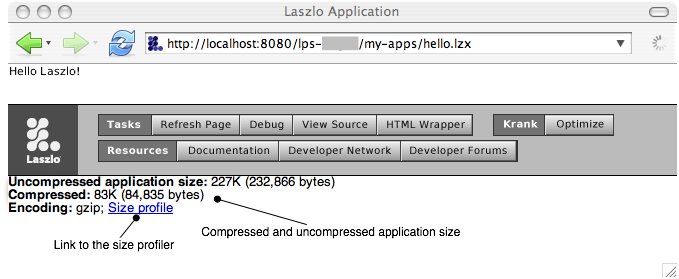 Laszlo Application
http://localhost:8080/lps-/my-apps/hello.lzx
Hello Laszlo!
Tasks Refresh Page Debug View Source HTML Wrapper Krank Optimize
Laszlo
Resources Documentation Developer Network Developer Forums
Uncompressed application size: 227K (232,866 bytes)
Compressed: 83K (84,835 bytes)
Encoding: gzip; Size profile
Compressed and uncompressed application size
Link to the size profiler